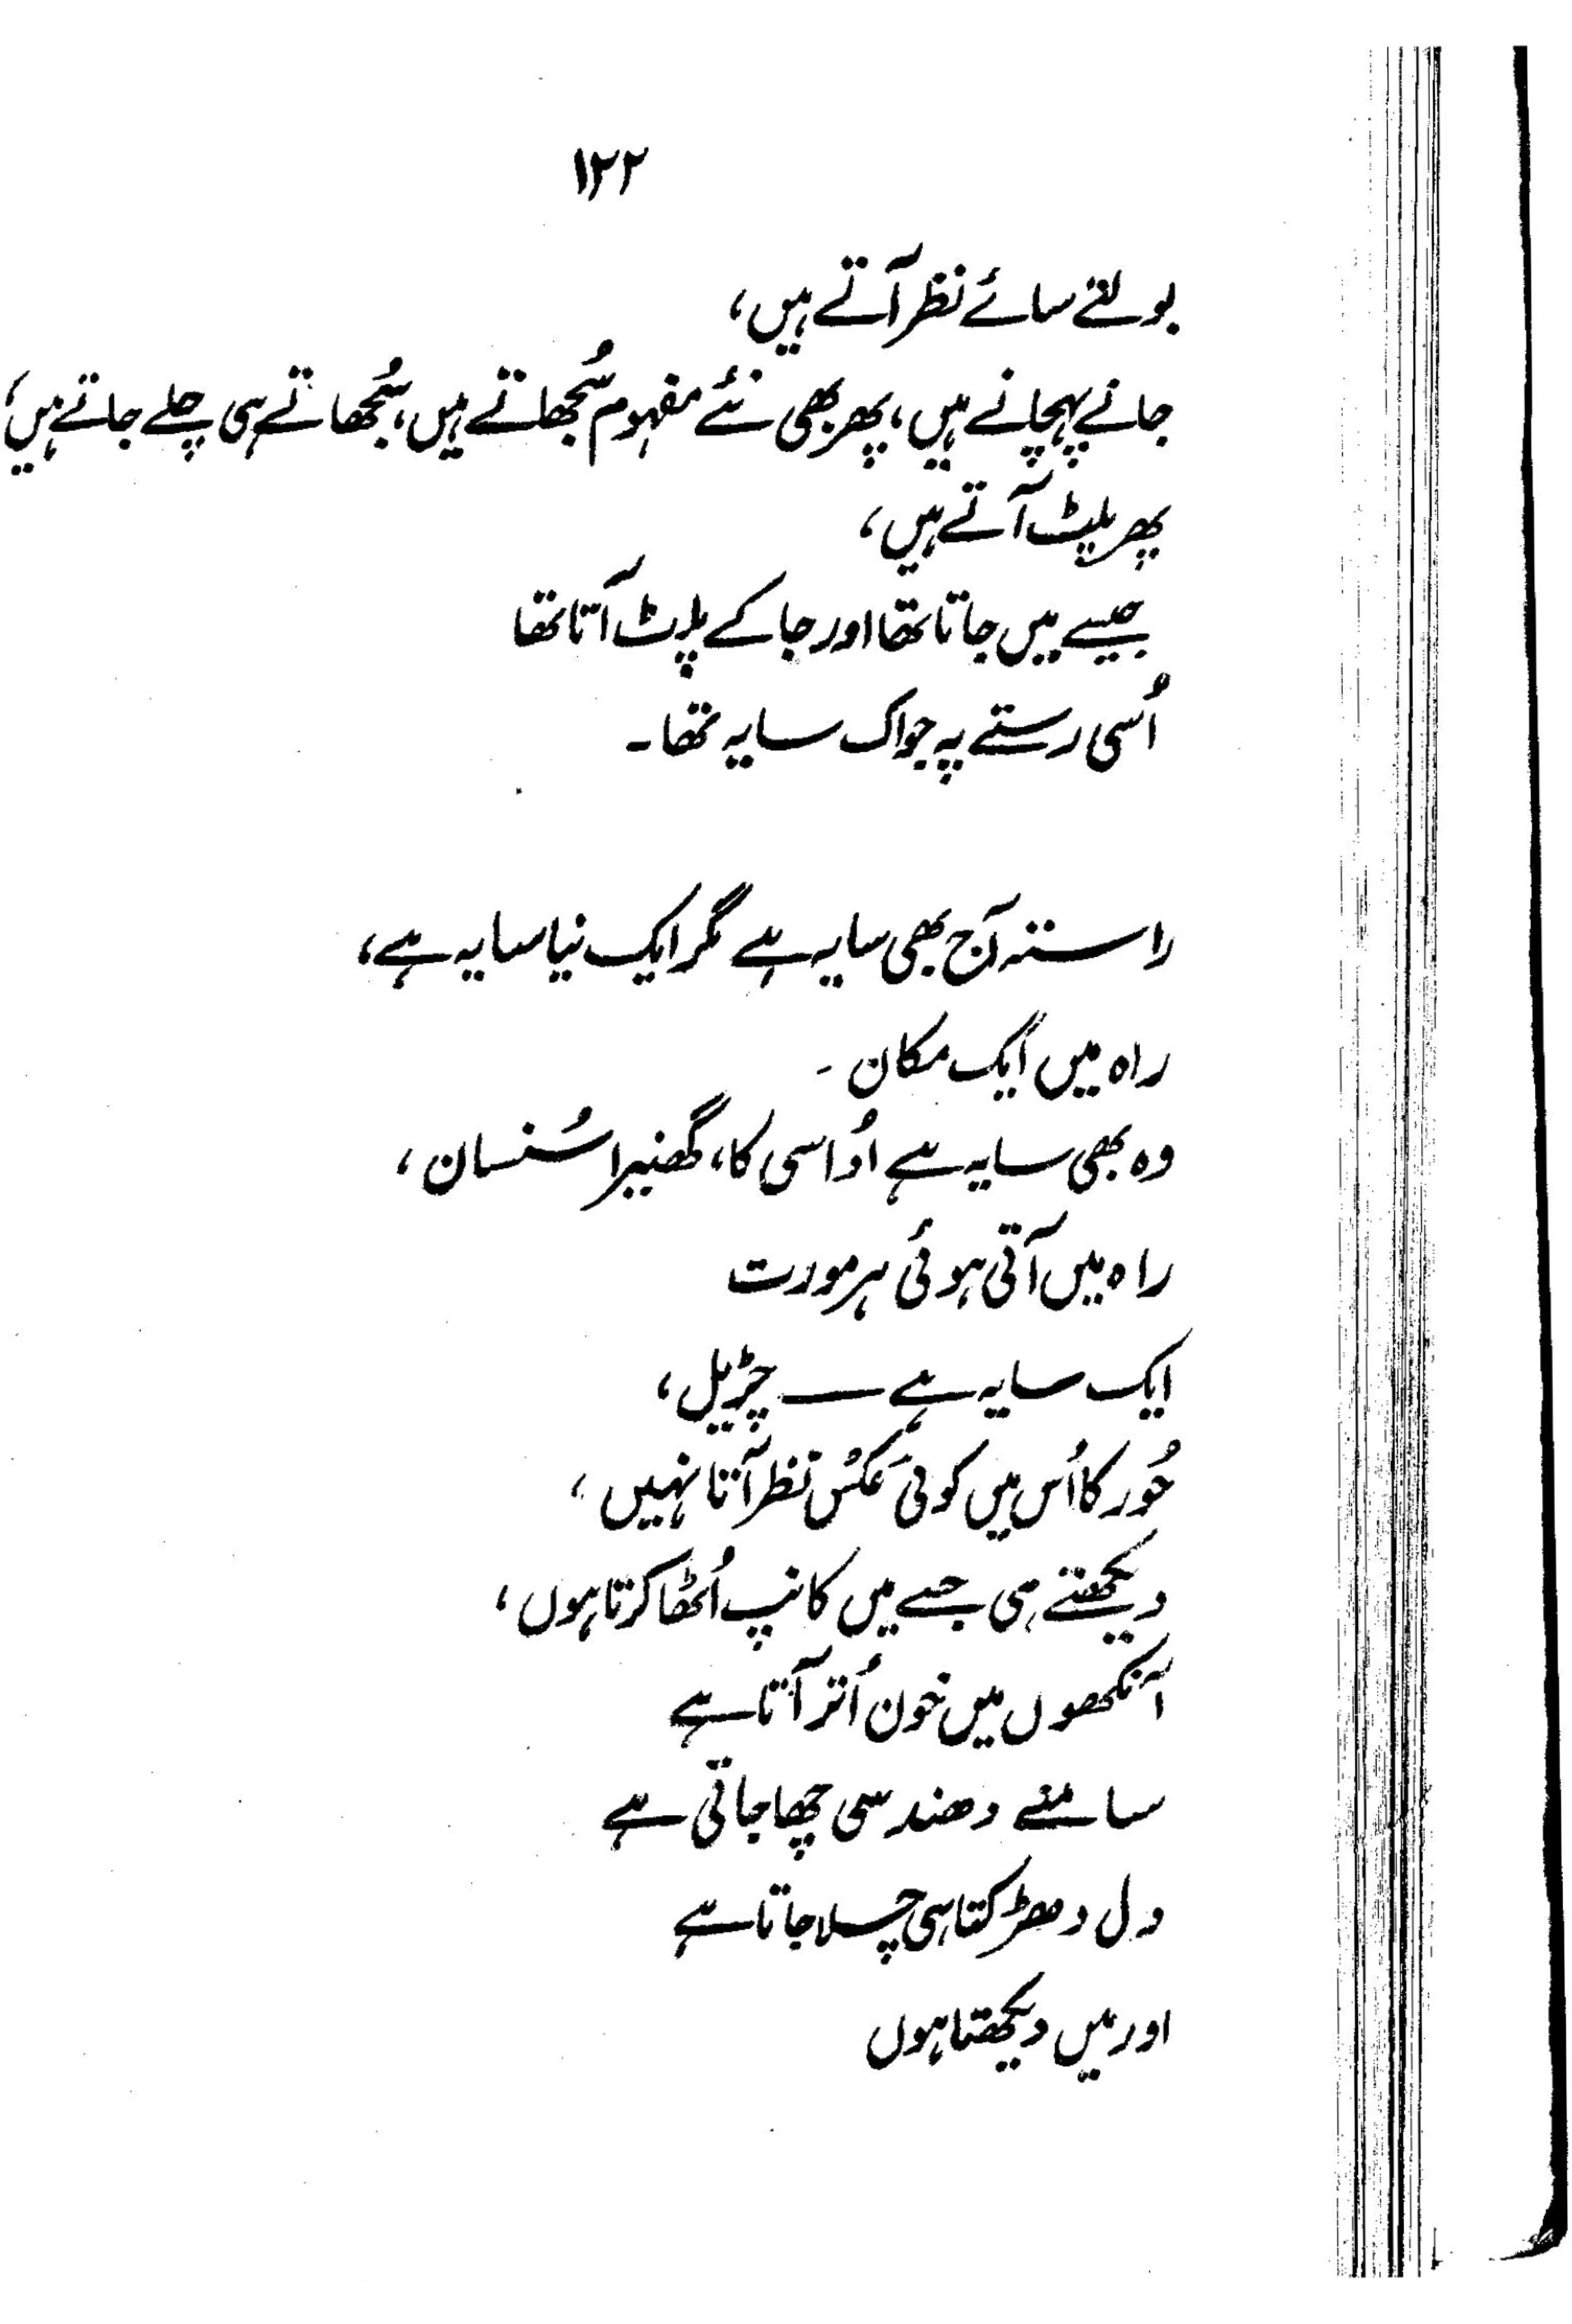 ۱۲۲
بولتے سائے نظر آتے ہیں،
جانے پہچانے ہیں، پھر بھی نئے مفہوم سُجھاتے ہیں، سُجھاتے ہی چلے جاتے ہیں،
پھر پلیٹ آتے ہیں،
جیسے میں جاتا تھا اور جا کے پلٹ آتا تھا
اُسی رستے پہ جو اک سایہ تھا۔
راستہ آج بھی سایہ ہے مگر ایک نیا سایہ ہے،
راہ میں ایک مکان۔
وہ بھی سایہ ہے اُداسی کا، گھنیرا سُنسان،
راہ میں آتی ہوئی ہر مورت
ایک سایہ ہے —— چڑیل،
حُور کا اُس میں کوئی عَکس نظر آتا نہیں،
دیکھتے ہی جسے میں کانپ اُٹھا کرتا ہوں،
آنکھوں میں خون اُتر آتا ہے
سامنے دھند سی چھا جاتی ہے
دل دھڑکتا ہی چلا جاتا ہے
اور میں دیکھتا ہوں